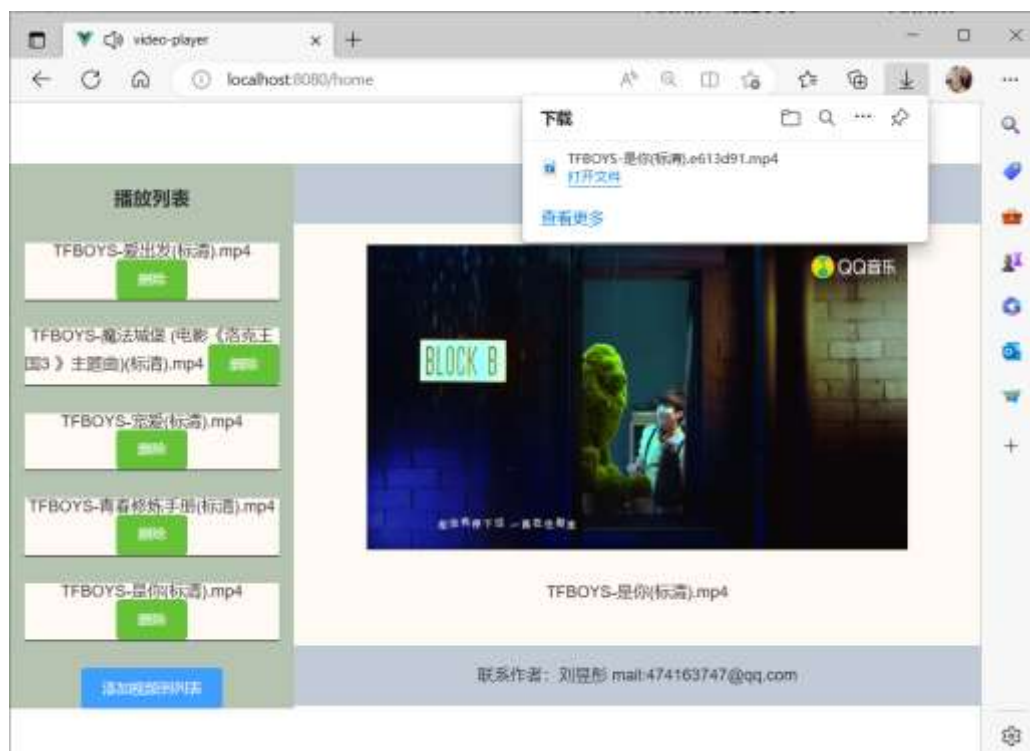 video-player
localhost:8080/home
下载
TFBOYS-是你(标清).e613d91.mp4
打开文件
查看更多
播放列表
TFBOYS-爱出发(标清).mp4
删除
TFBOYS-魔法城堡 (电影《洛克王
国3 》主题曲)(标清).mp4 删除
TFBOYS-宠爱(标清).mp4
删除
TFBOYS-青春修炼手册(标清).mp4
删除
TFBOYS-是你(标清).mp4
删除
添加视频到列表
QQ音乐
BLOCK B
TFBOYS-是你(标清).mp4
联系作者：刘昱彤 mail:474163747@qq.com